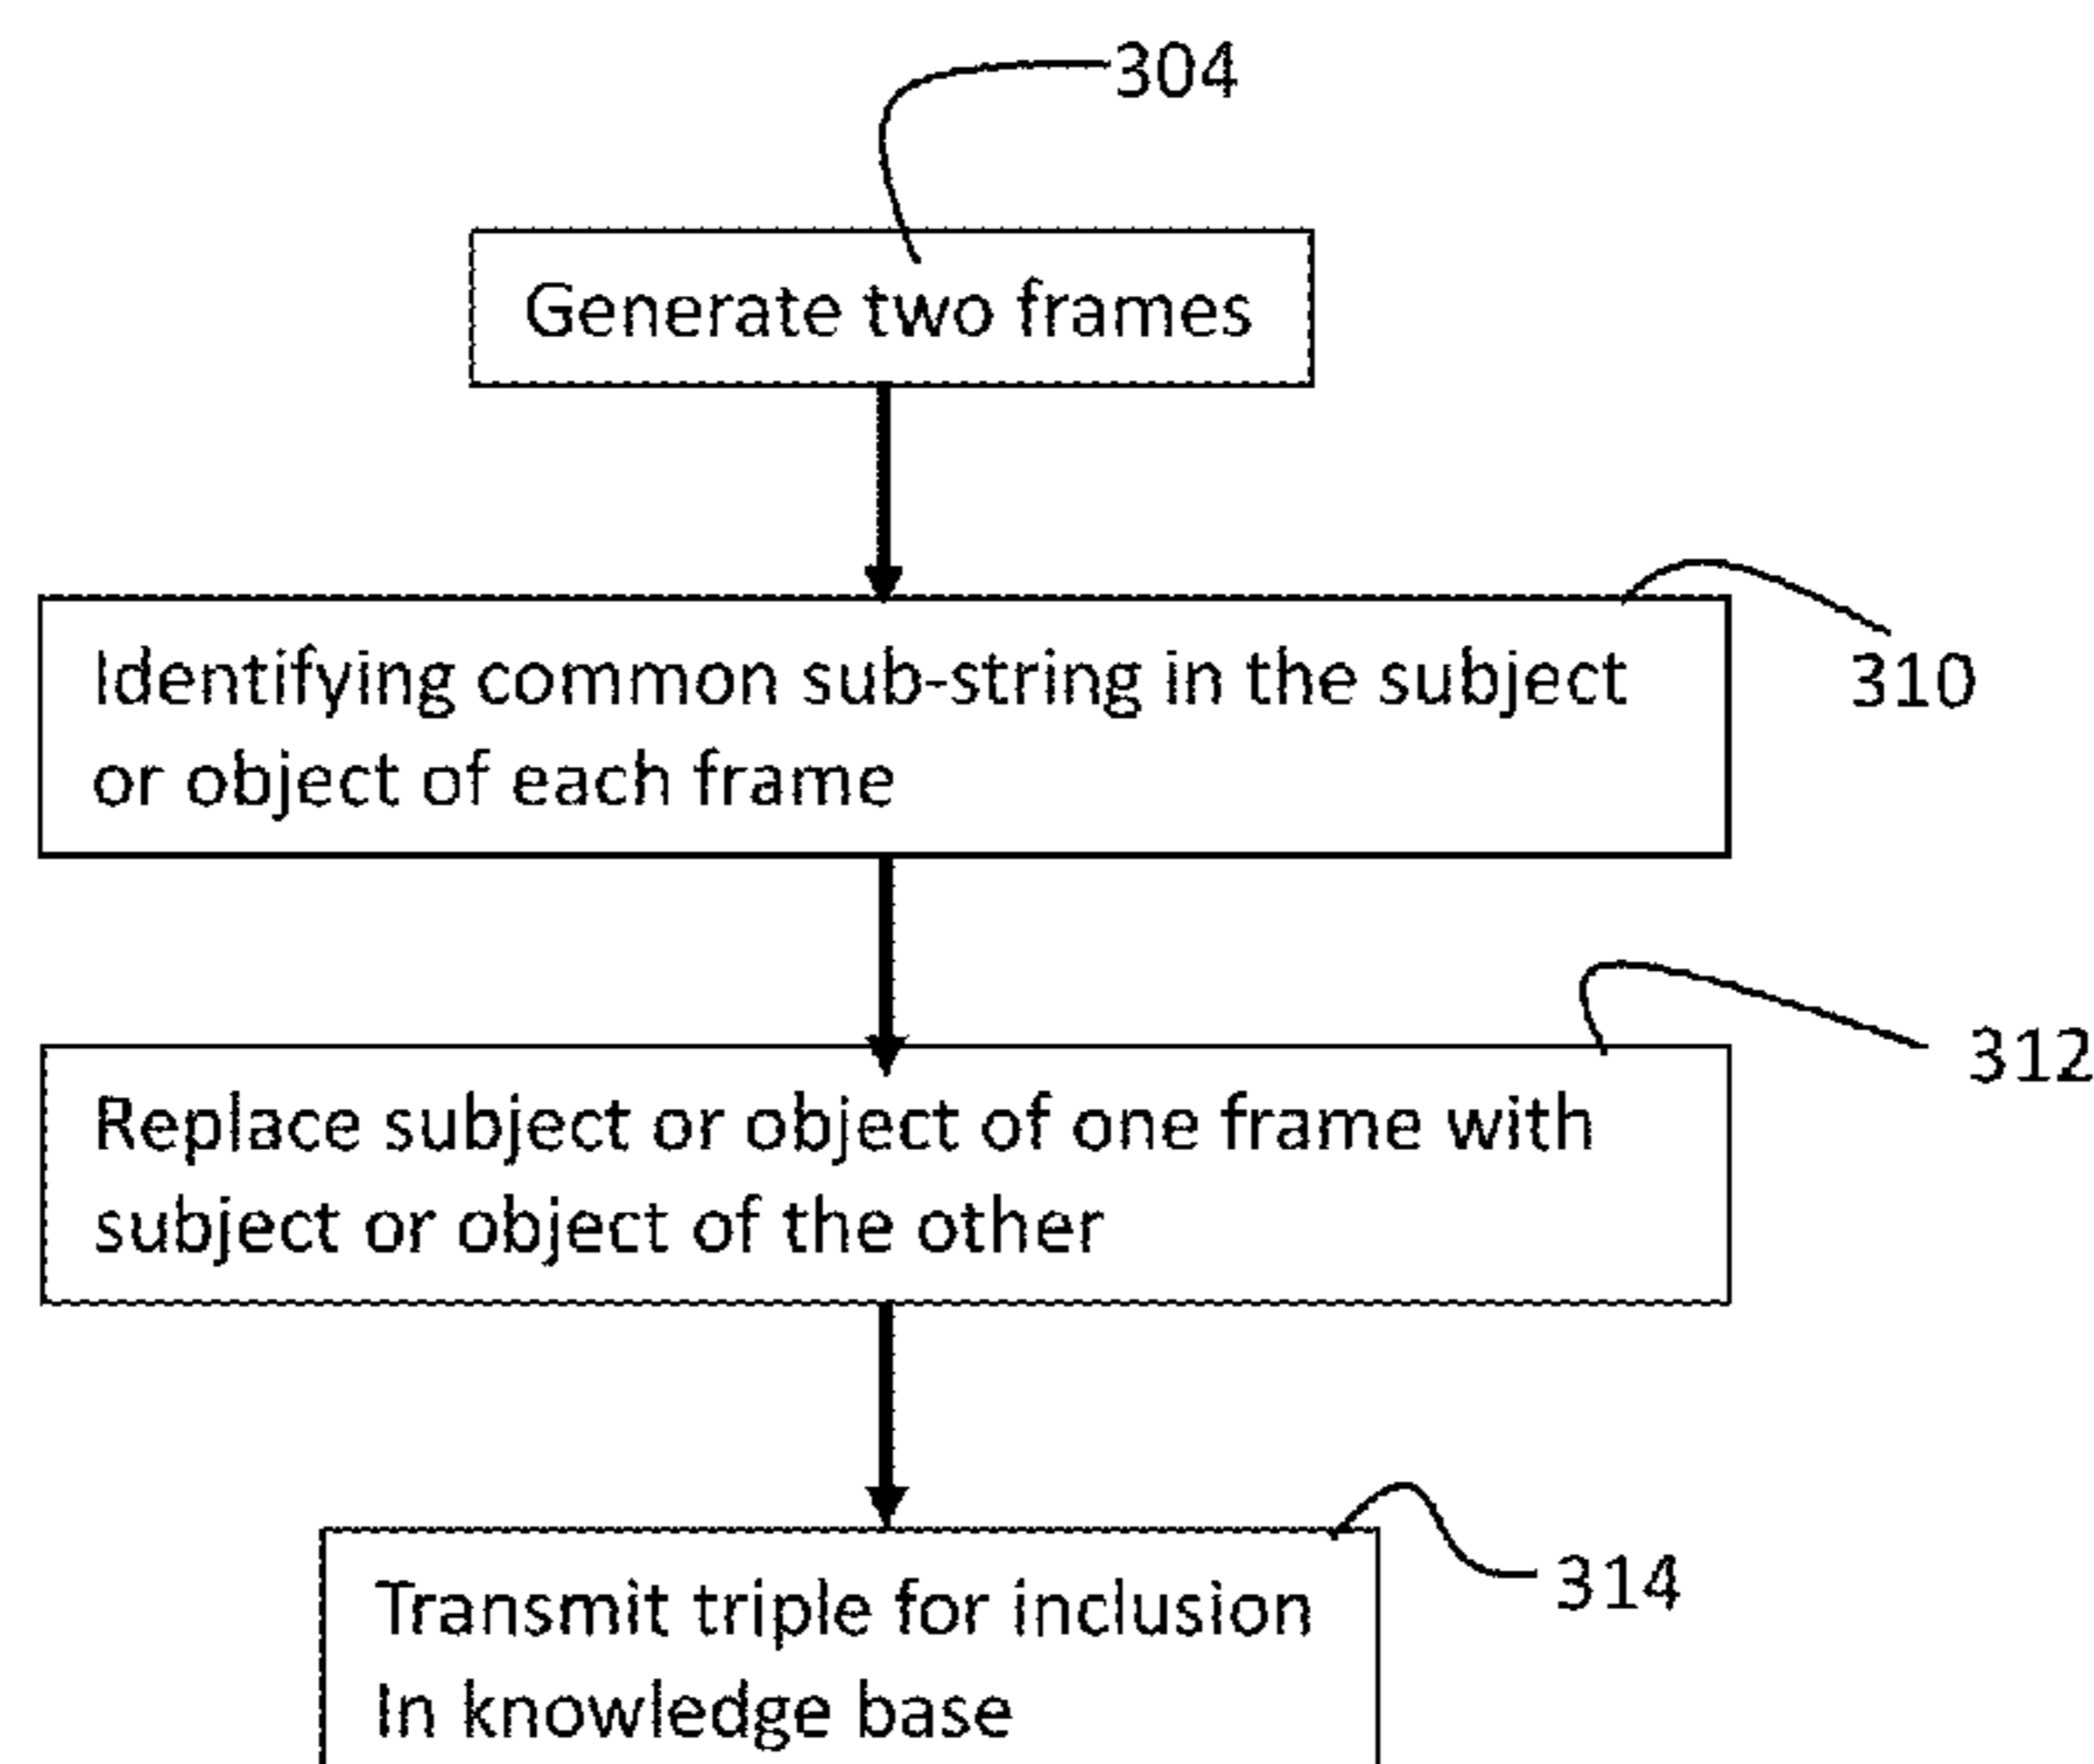 304
Generate two frames
Identifying common sub-string in the subject
or object of each frame
310
Replace subject or object of one frame with
subject or object of the other
312
Transmit triple for inclusion
In knowledge base
314